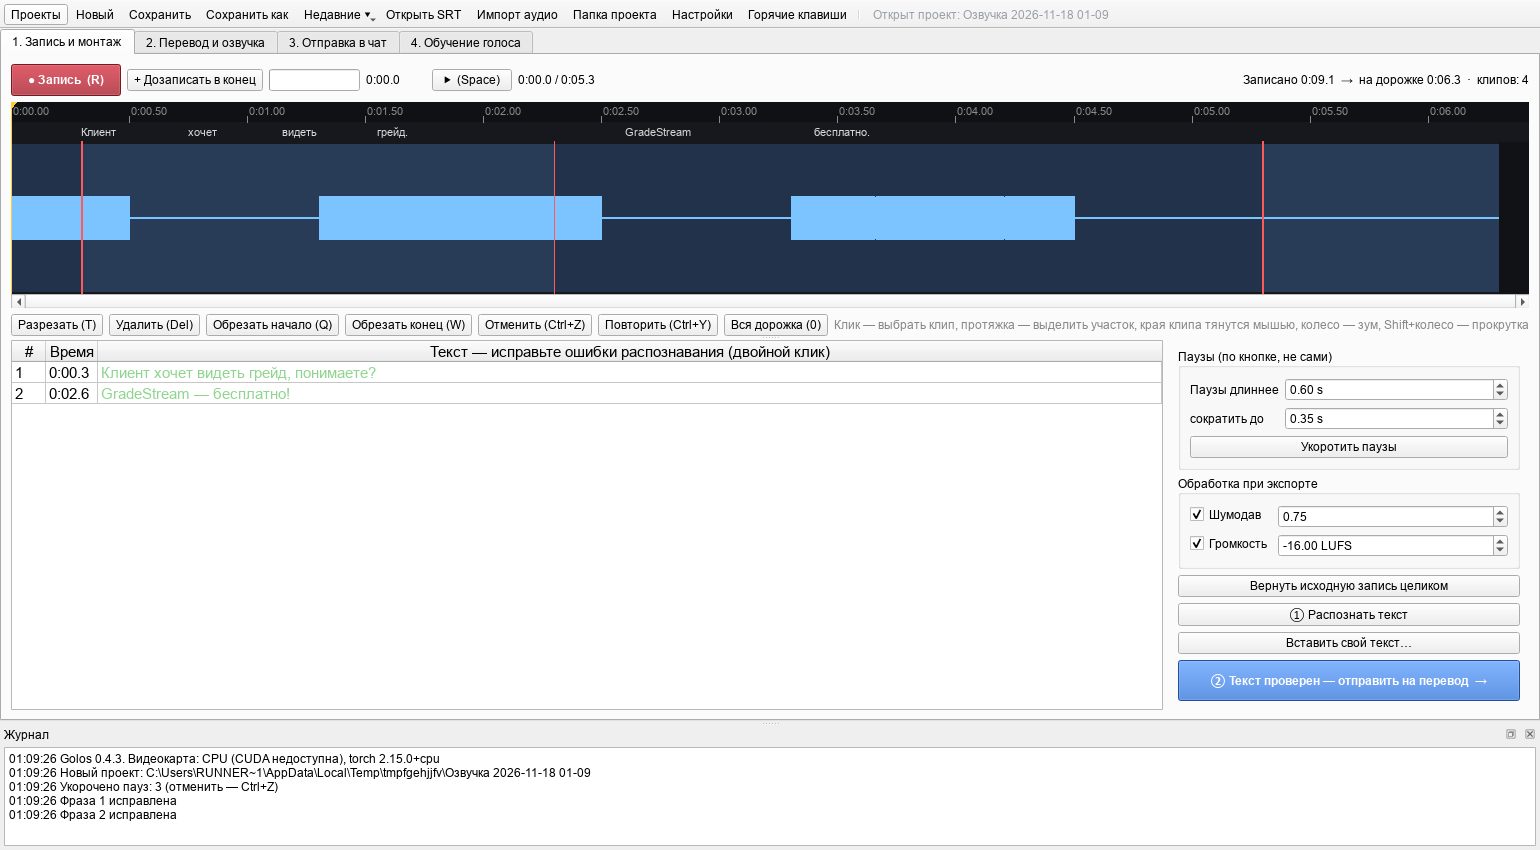 Проекты Новый Сохранить Сохранить как Недавние Открыть SRT Импорт аудио Папка проекта Настройки Горячие клавиши Открыт проект: Озвучка 2026-11-18 01-09
1. Запись и монтаж 2. Перевод и озвучка 3. Отправка в чат 4. Обучение голоса
● Запись (R) + Дозаписать в конец 0:00.0 (Space) 0:00.0 / 0:05.3 Записано 0:09.1 → на дорожке 0:06.3 · клипов: 4
0:00.00 0:00.50 0:01.00 0:01.50 0:02.00 0:02.50 0:03.00 0:03.50 0:04.00 0:04.50 0:05.00 0:05.50 0:06.00
Клиент хочет видеть грейд. GradeStream бесплатно.
Разрезать (T) Удалить (Del) Обрезать начало (Q) Обрезать конец (W) Отменить (Ctrl+Z) Повторить (Ctrl+Y) Вся дорожка (0) Клик — выбрать клип, протяжка — выделить участок, края клипа тянутся мышью, колесо — зум, Shift+колесо — прокрутка
# Время Текст — исправьте ошибки распознавания (двойной клик)
1 0:00.3 Клиент хочет видеть грейд, понимаете?
2 0:02.6 GradeStream — бесплатно!
Паузы (по кнопке, не сами)
Паузы длиннее 0.60 s
сократить до 0.35 s
Укоротить паузы
Обработка при экспорте
Шумодав 0.75
Громкость -16.00 LUFS
Вернуть исходную запись целиком
① Распознать текст
Вставить свой текст…
② Текст проверен — отправить на перевод →
Журнал
01:09:26 Golos 0.4.3. Видеокарта: CPU (CUDA недоступна), torch 2.15.0+cpu
01:09:26 Новый проект: C:\Users\RUNNER~1\AppData\Local\Temp\tmpfgehjjfv\Озвучка 2026-11-18 01-09
01:09:26 Укорочено пауз: 3 (отменить — Ctrl+Z)
01:09:26 Фраза 1 исправлена
01:09:26 Фраза 2 исправлена